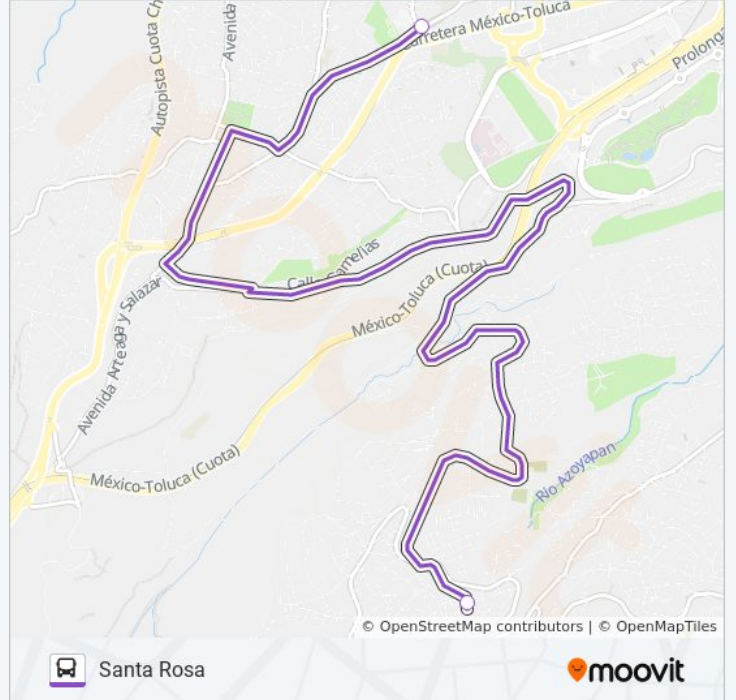 Autopista Cuota Ch
Avenida
Carretera México-Toluca
Prolonga
Calle Camelias
México-Toluca (Cuota)
Avenida Arteaga y Salazar
México-Toluca (Cuota)
Río Azoyapan
© OpenStreetMap contributors | © OpenMapTiles
Santa Rosa
moovit